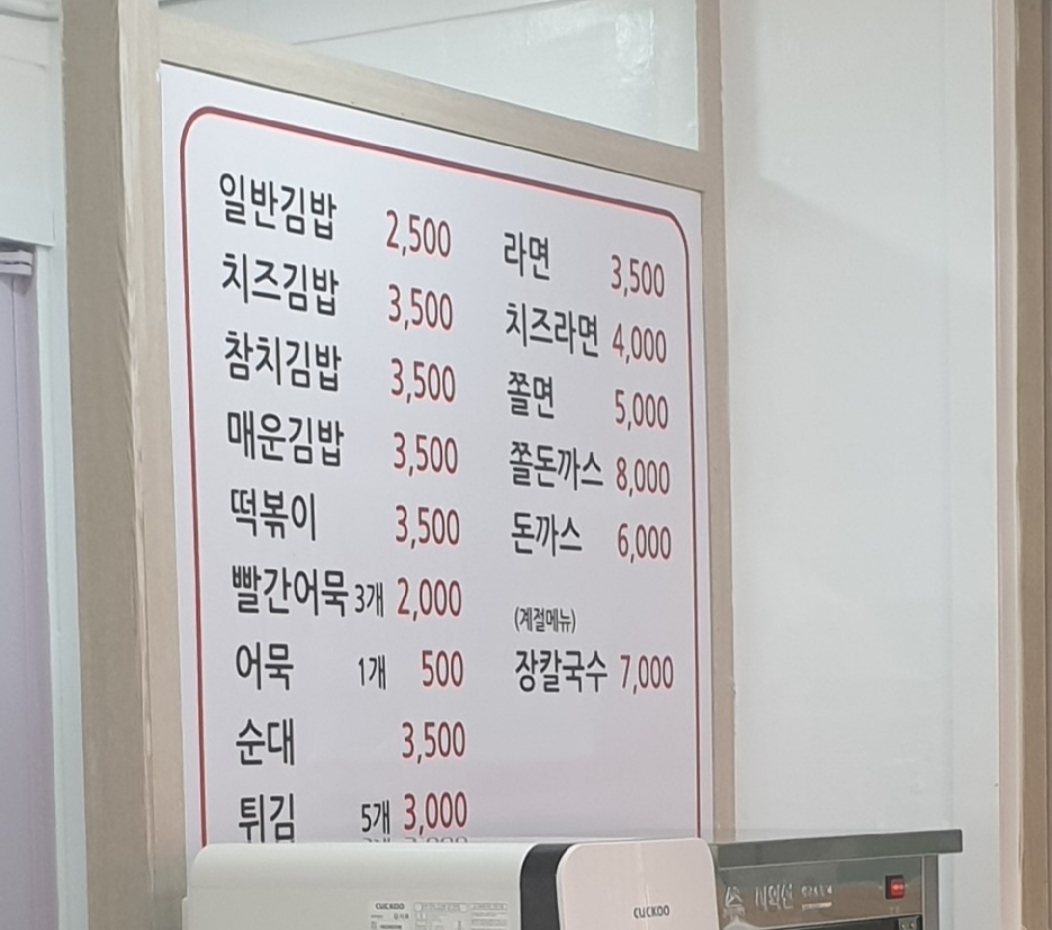 일반김밥 2,500
치즈김밥 3,500
참치김밥 3,500
매운김밥 3,500
떡볶이 3,500
빨간어묵 3개 2,000
어묵 1개 500
순대 3,500
튀김 5개 3,000
라면 3,500
치즈라면 4,000
쫄면 5,000
쫄돈까스 8,000
돈까스 6,000
(계절메뉴)
장칼국수 7,000
CUCKOO
CUCKOO